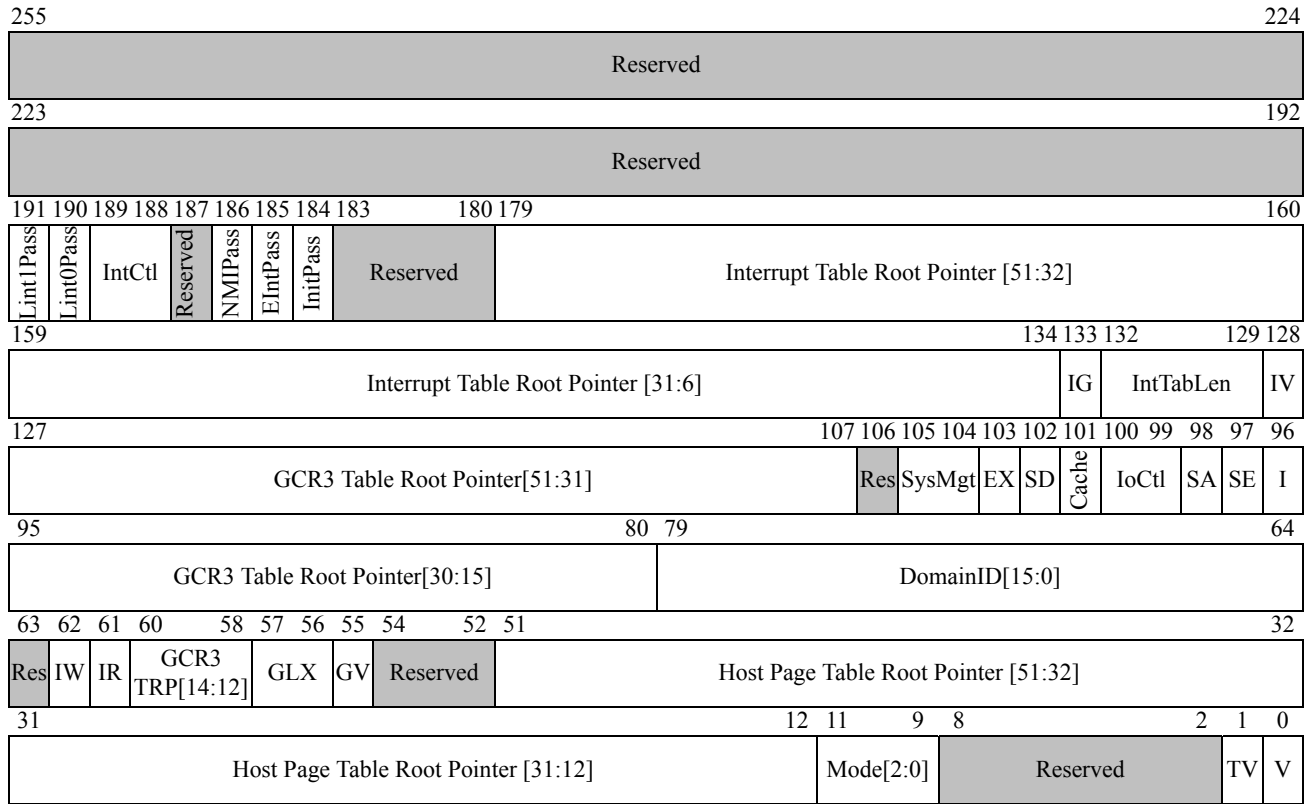 255 224
Reserved
223 192
Reserved
191 190 189 188 187 186 185 184 183 180 179 160
Lint1Pass Lint0Pass IntCtl Reserved NMIPass EIntPass InitPass Reserved Interrupt Table Root Pointer [51:32]
159 134 133 132 129 128
Interrupt Table Root Pointer [31:6] IG IntTabLen IV
127 107 106 105 104 103 102 101 100 99 98 97 96
GCR3 Table Root Pointer[51:31] Res SysMgt EX SD Cache IoCtl SA SE I
95 80 79 64
GCR3 Table Root Pointer[30:15] DomainID[15:0]
63 62 61 60 58 57 56 55 54 52 51 32
Res IW IR GCR3 TRP[14:12] GLX GV Reserved Host Page Table Root Pointer [51:32]
31 12 11 9 8 2 1 0
Host Page Table Root Pointer [31:12] Mode[2:0] Reserved TV V